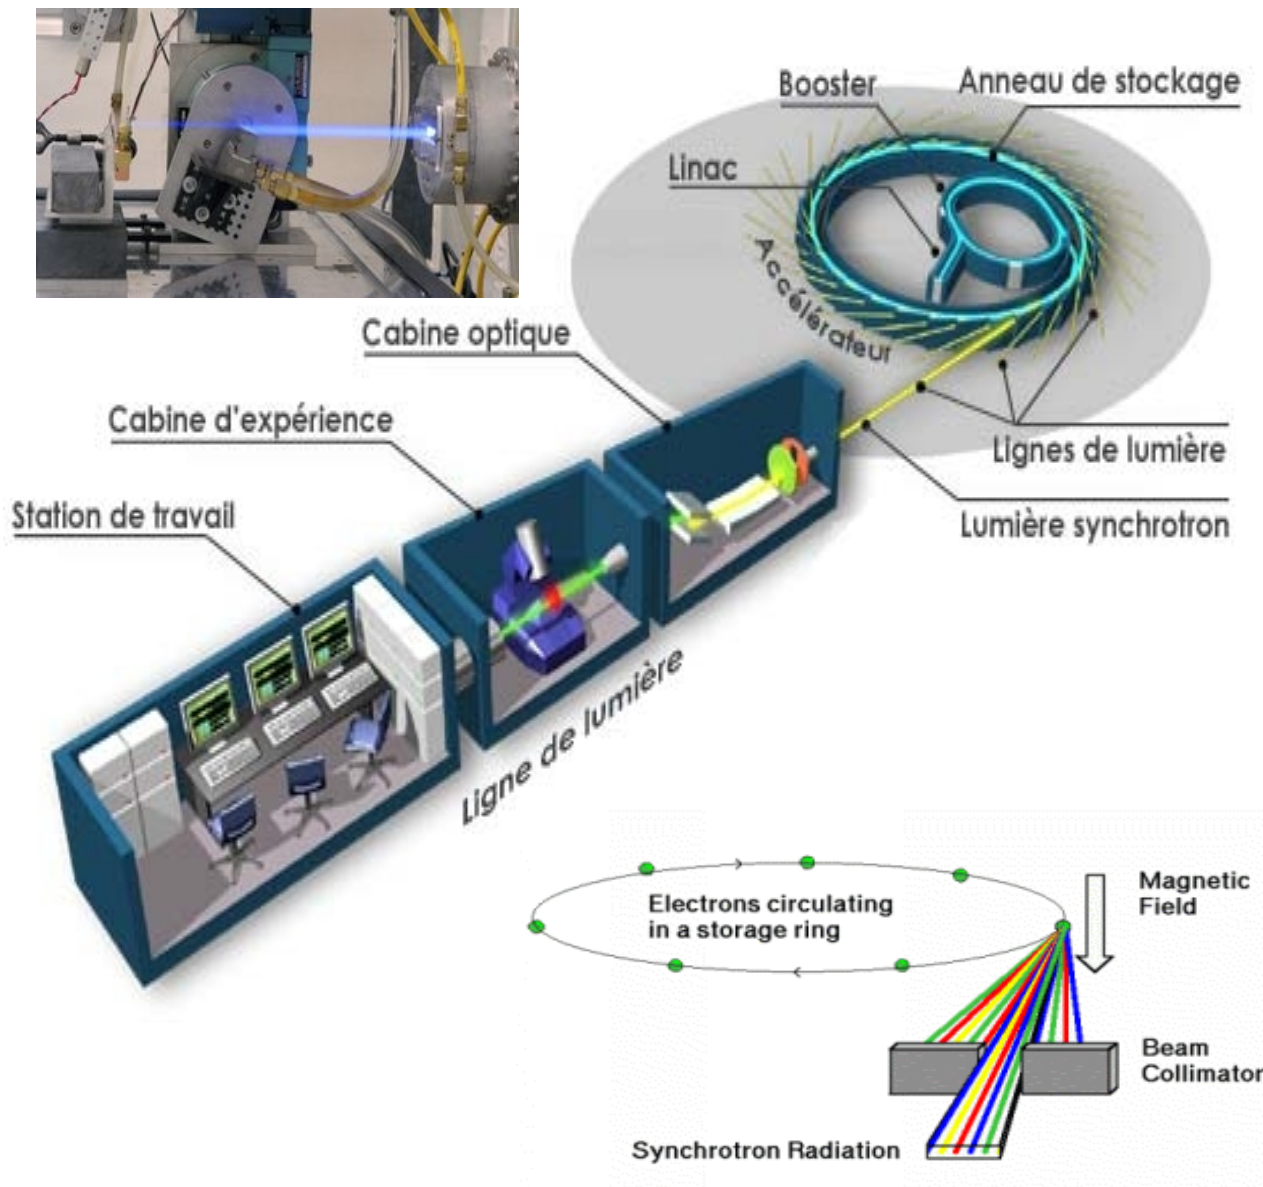 Booster
Anneau de stockage
Linac
Accélérateur
Cabine optique
Cabine d'expérience
Lignes de lumière
Station de travail
Lumière synchrotron
Ligne de lumière
Electrons circulating
in a storage ring
Magnetic
Field
Beam
Collimator
Synchrotron Radiation